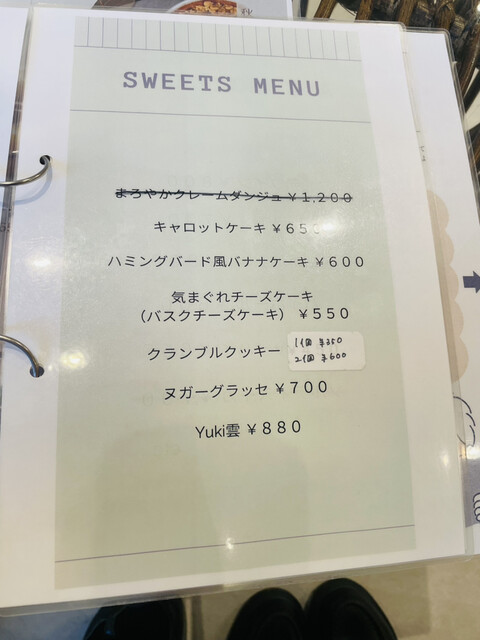 SWEETS MENU
まろやかクレームダンジュ ¥1,200
キャロットケーキ ¥650
ハミングバード風バナナケーキ ¥600
気まぐれチーズケーキ
（バスクチーズケーキ） ¥550
クランブルクッキー
1個 ¥350
2個 ¥600
ヌガーグラッセ ¥700
Yuki雲 ¥880